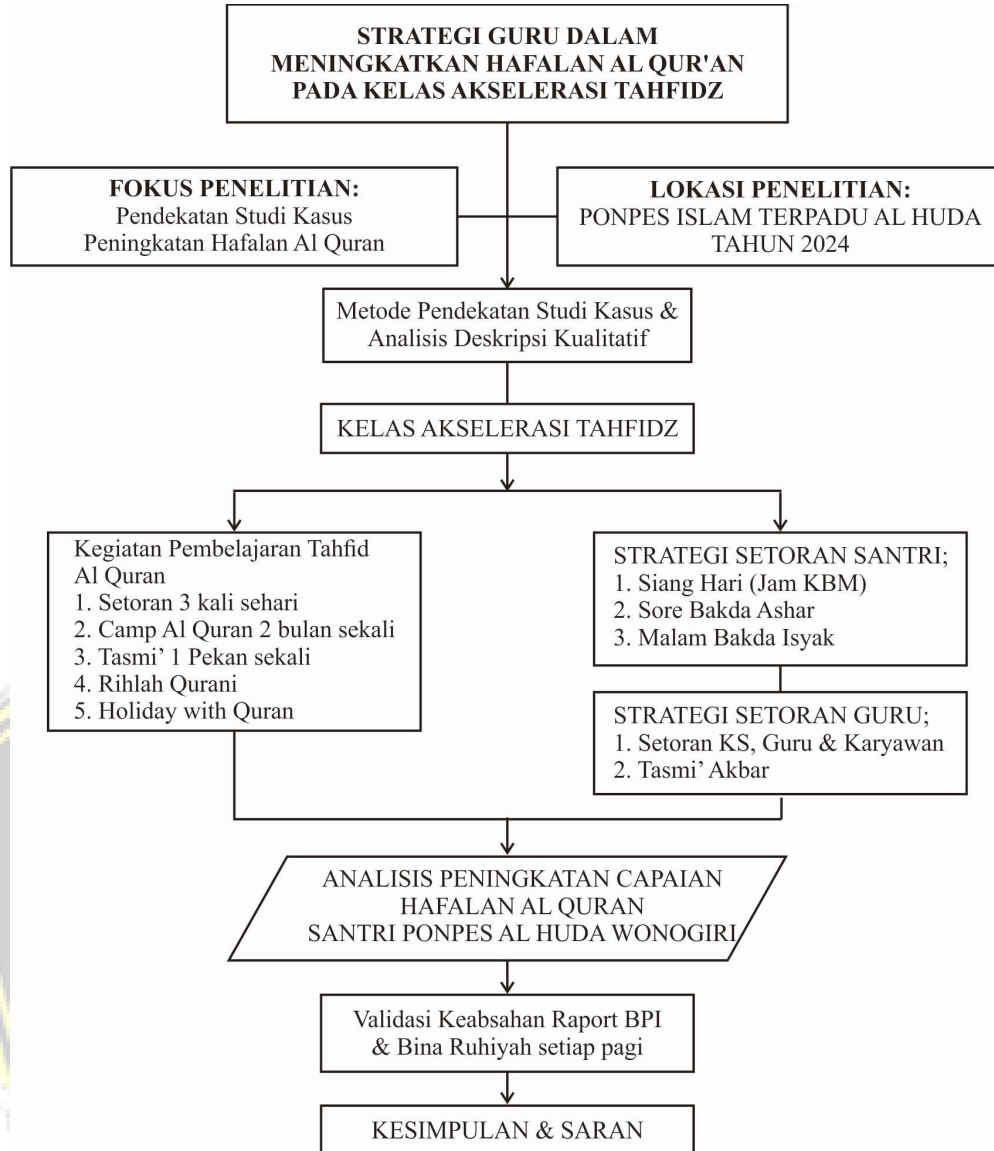 STRATEGI GURU DALAM
MENINGKATKAN HAFALAN AL QUR'AN
PADA KELAS AKSELERASI TAHFIDZ
FOKUS PENELITIAN:
Pendekatan Studi Kasus
Peningkatan Hafalan Al Quran
LOKASI PENELITIAN:
PONPES ISLAM TERPADU AL HUDA
TAHUN 2024
Metode Pendekatan Studi Kasus &
Analisis Deskripsi Kualitatif
KELAS AKSELERASI TAHFIDZ
Kegiatan Pembelajaran Tahfid
Al Quran
1. Setoran 3 kali sehari
2. Camp Al Quran 2 bulan sekali
3. Tasmi’ 1 Pekan sekali
4. Rihlah Qurani
5. Holiday with Quran
STRATEGI SETORAN SANTRI;
1. Siang Hari (Jam KBM)
2. Sore Bakda Ashar
3. Malam Bakda Isyak
STRATEGI SETORAN GURU;
1. Setoran KS, Guru & Karyawan
2. Tasmi’ Akbar
ANALISIS PENINGKATAN CAPAIAN
HAFALAN AL QURAN
SANTRI PONPES AL HUDA WONOGIRI
Validasi Keabsahan Raport BPI
& Bina Ruhiyah setiap pagi
KESIMPULAN & SARAN